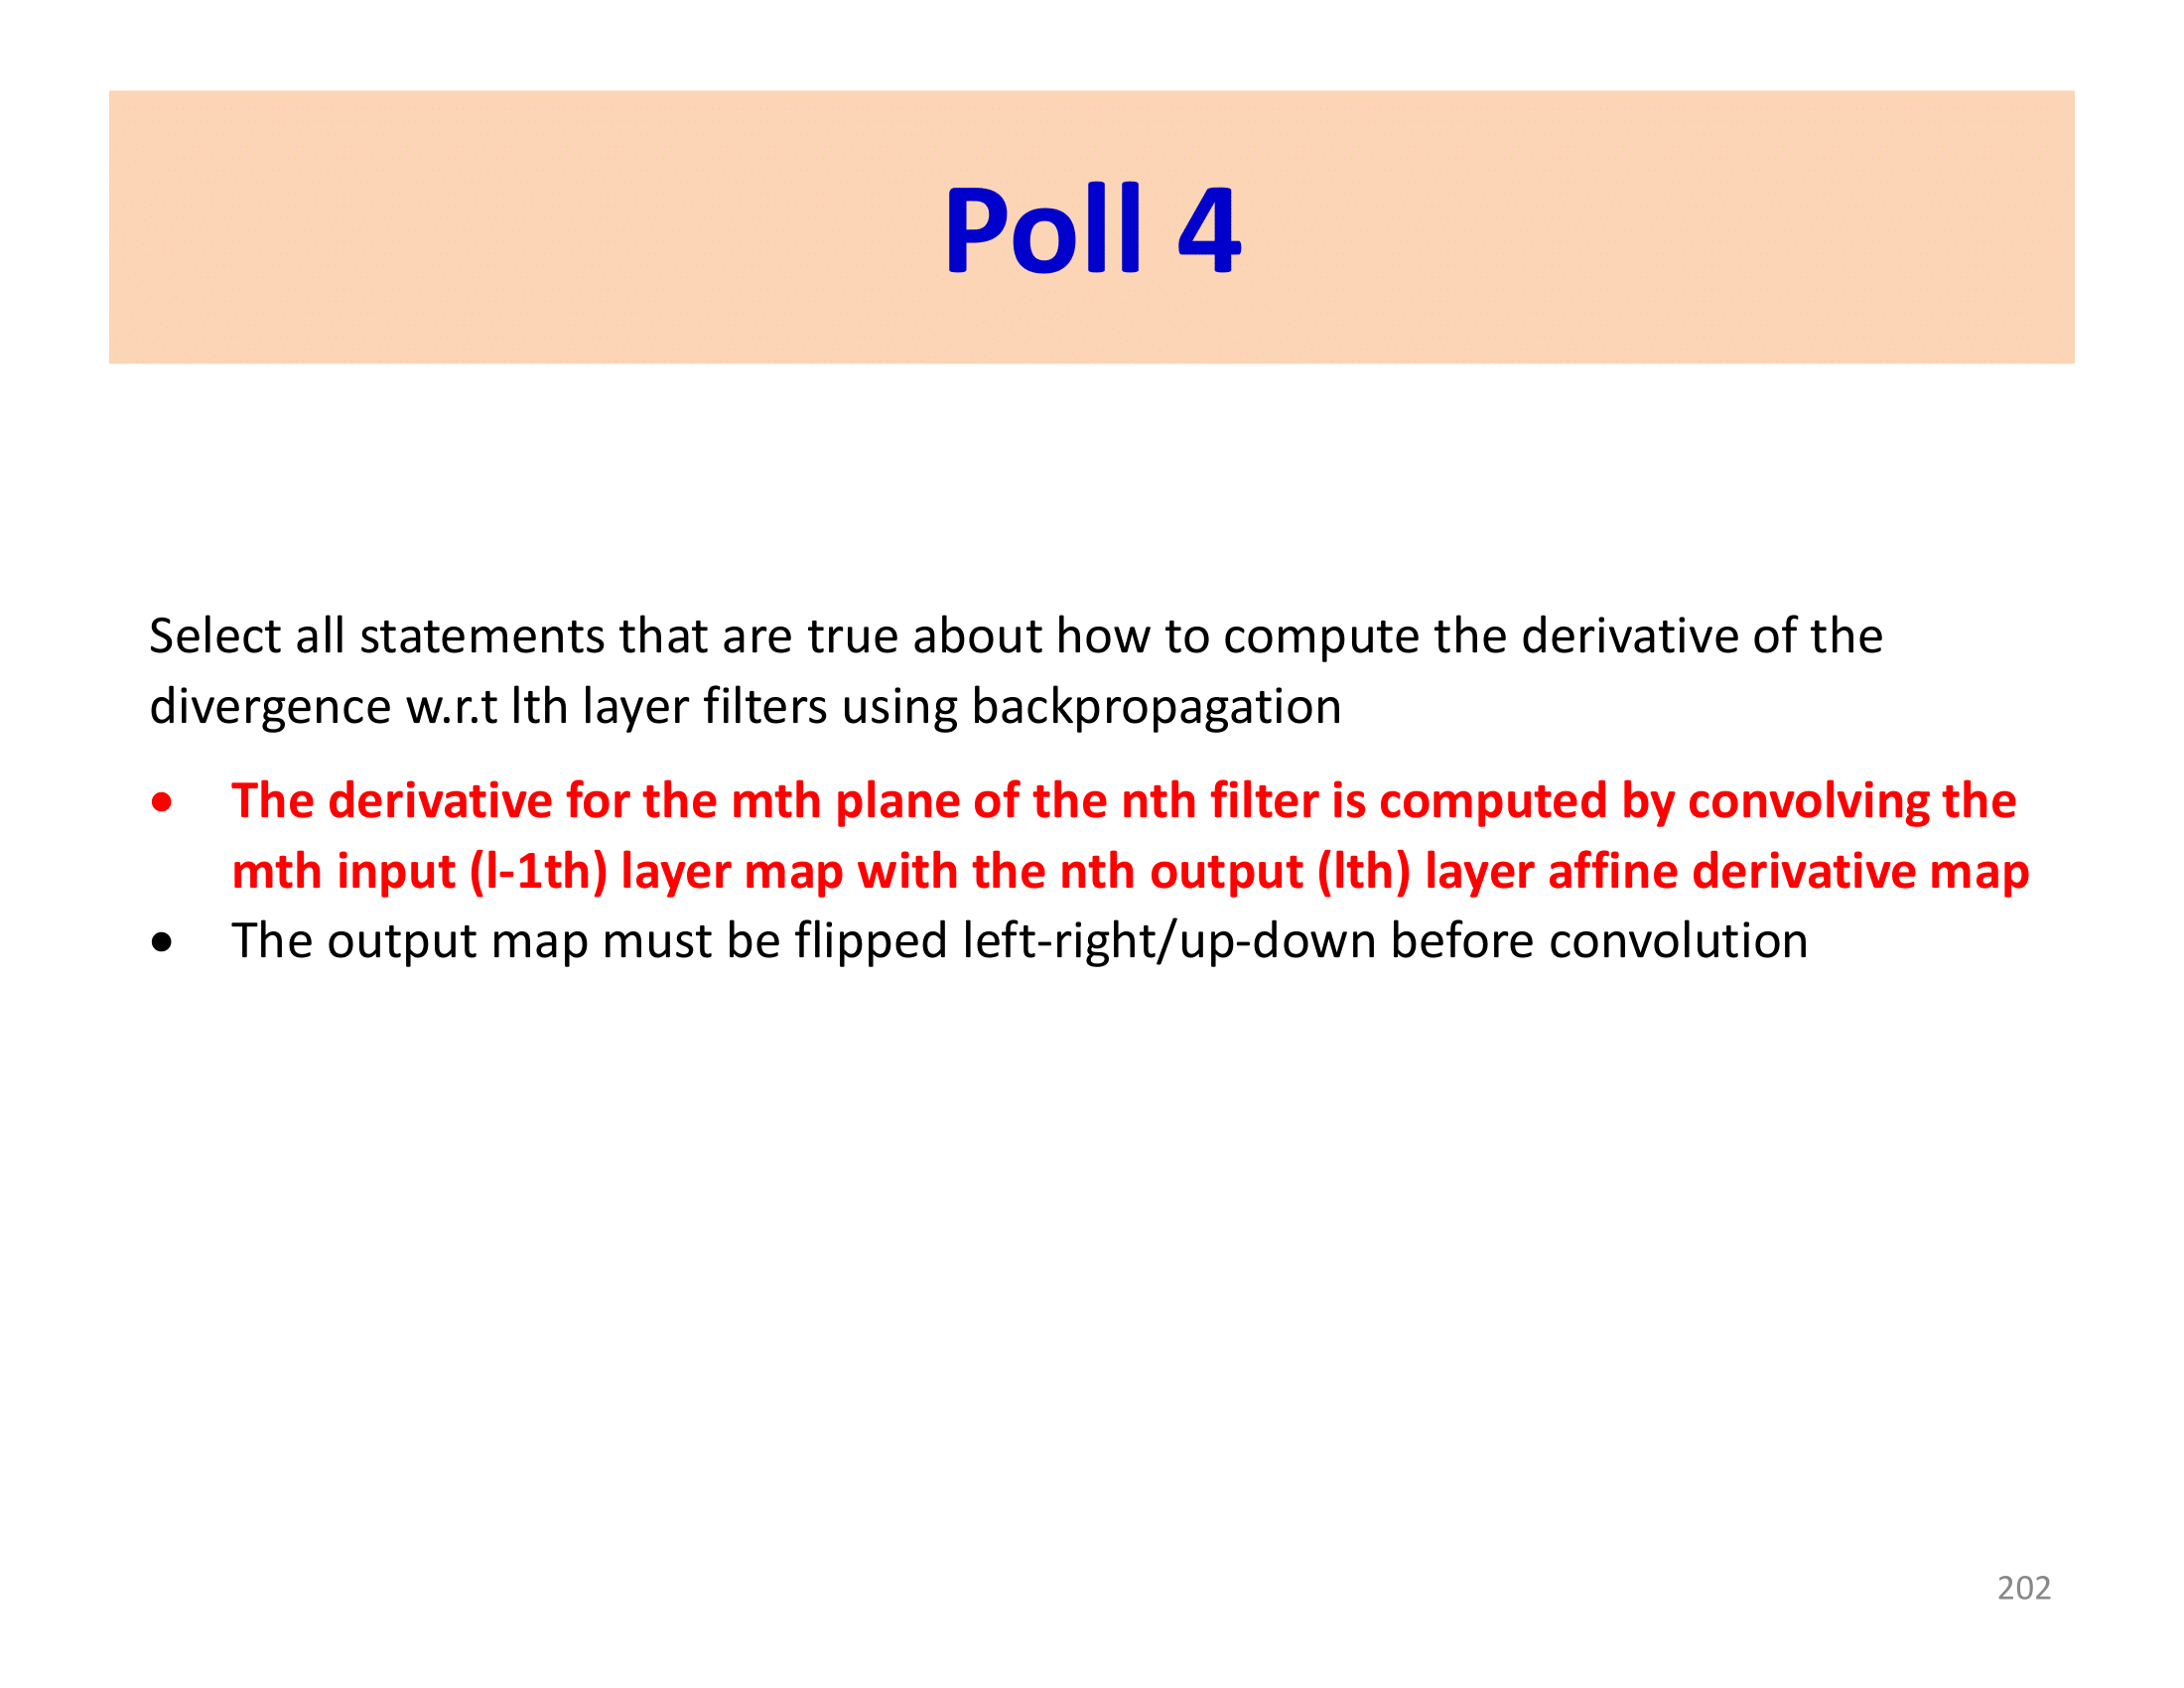 Poll 4
Select all statements that are true about how to compute the derivative of the
divergence w.r.t lth layer filters using backpropagation
• The derivative for the mth plane of the nth filter is computed by convolving the
nth input (l-1th) layer map with the nth output (lth) layer affine derivative map
• The output map must be flipped left-right/up-down before convolution
202